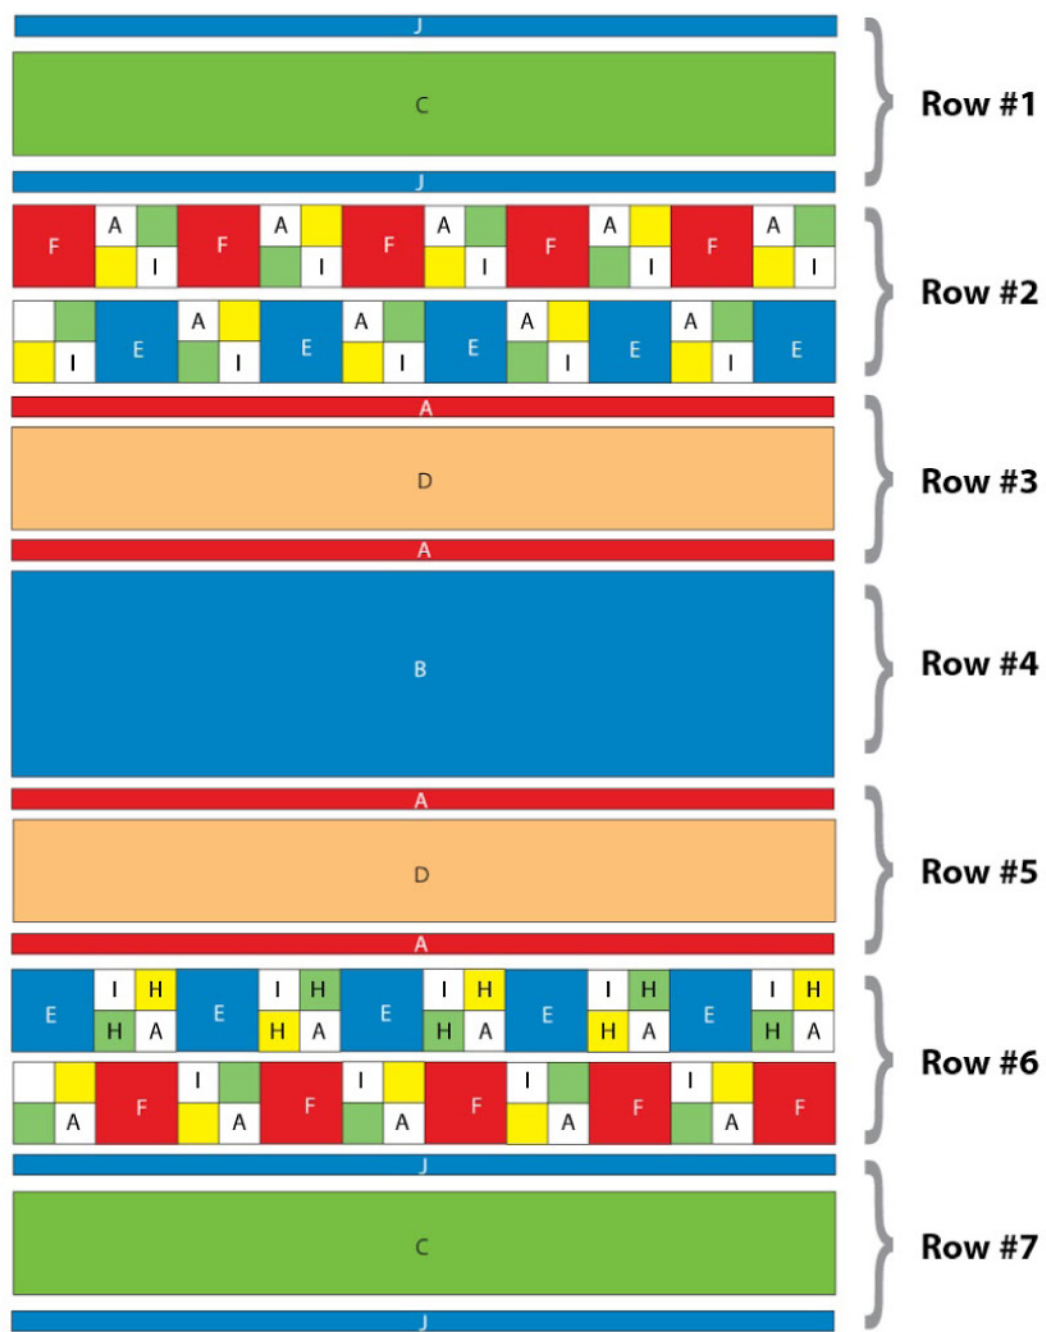 J
C
Row #1
J
F A F A F A F A F A
I I I I I
Row #2
A A A A
I E I E I E I E I E
A
D
Row #3
A
B
Row #4
A
D
Row #5
A
E I H E I H E I H E I H E I H
H A H A H A H A H A
Row #6
I I I I
A F A F A F A F A F
J
C
Row #7
J